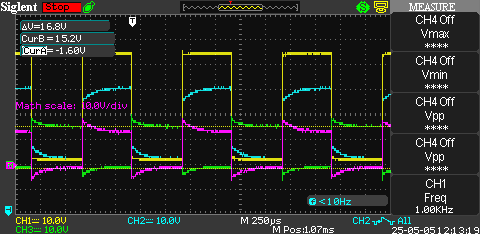 Siglent Stop
MEASURE
ΔV=16.8V
CurB=15.2V
CurA=-1.60V
CH4 Off
Vmax
****
CH4 Off
Vmin
****
CH4 Off
Vpp
****
CH4 Off
Vpp
****
CH1
Freq
1.00KHz
Math scale: 10.0V/div
<10Hz
CH1 10.0V CH2 10.0V M 250µs CH2 All
CH3 10.0V M Pos:1.07ms 25-05-05 12:13:19